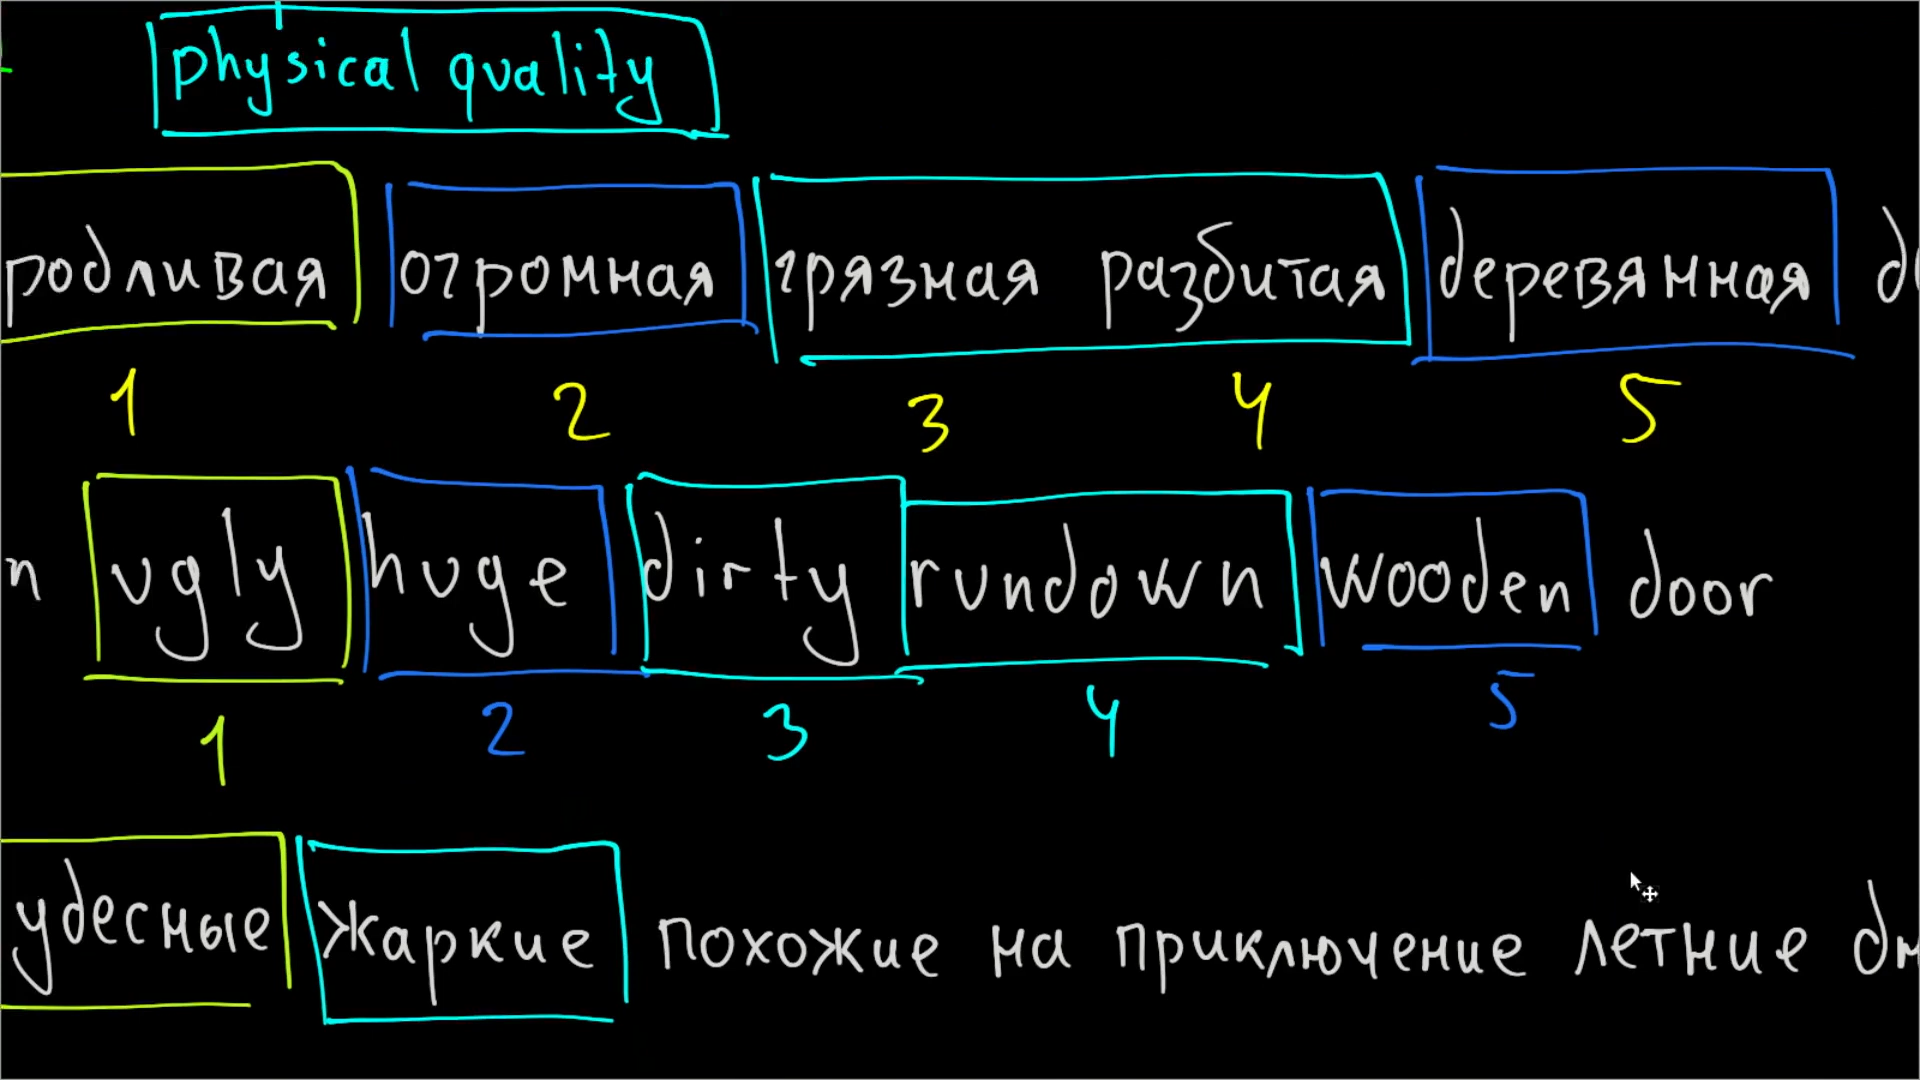 physical quality
родливая огромная грязная разбитая деревянная
1 2 3 4 5
n ugly huge dirty rundown wooden door
1 2 3 4 5
удесные жаркие похожие на приключение летние дн